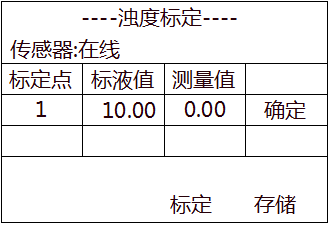 ----浊度标定----
传感器:在线
标定点 标液值 测量值
1 10.00 0.00 确定
标定 存储